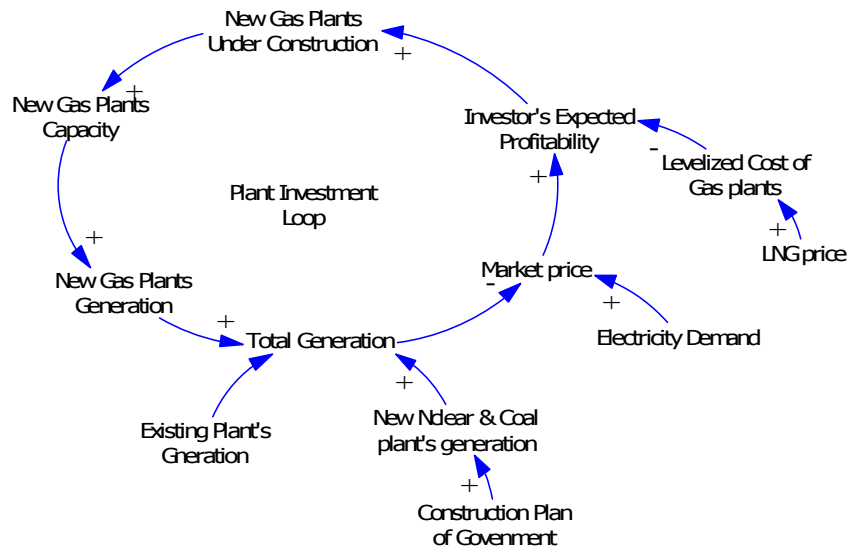 New Gas Plants
Under Construction
+
+
New Gas Plants
Capacity
Investor's Expected
Profitability
-
Levelized Cost of
Gas plants
+
Plant Investment
Loop
+
LNG price
+
New Gas Plants
Generation
Market price
-
+
+
Total Generation
Electricity Demand
+
Existing Plant's
Gneration
New Nclear & Coal
plant's generation
+
Construction Plan
of Govenment